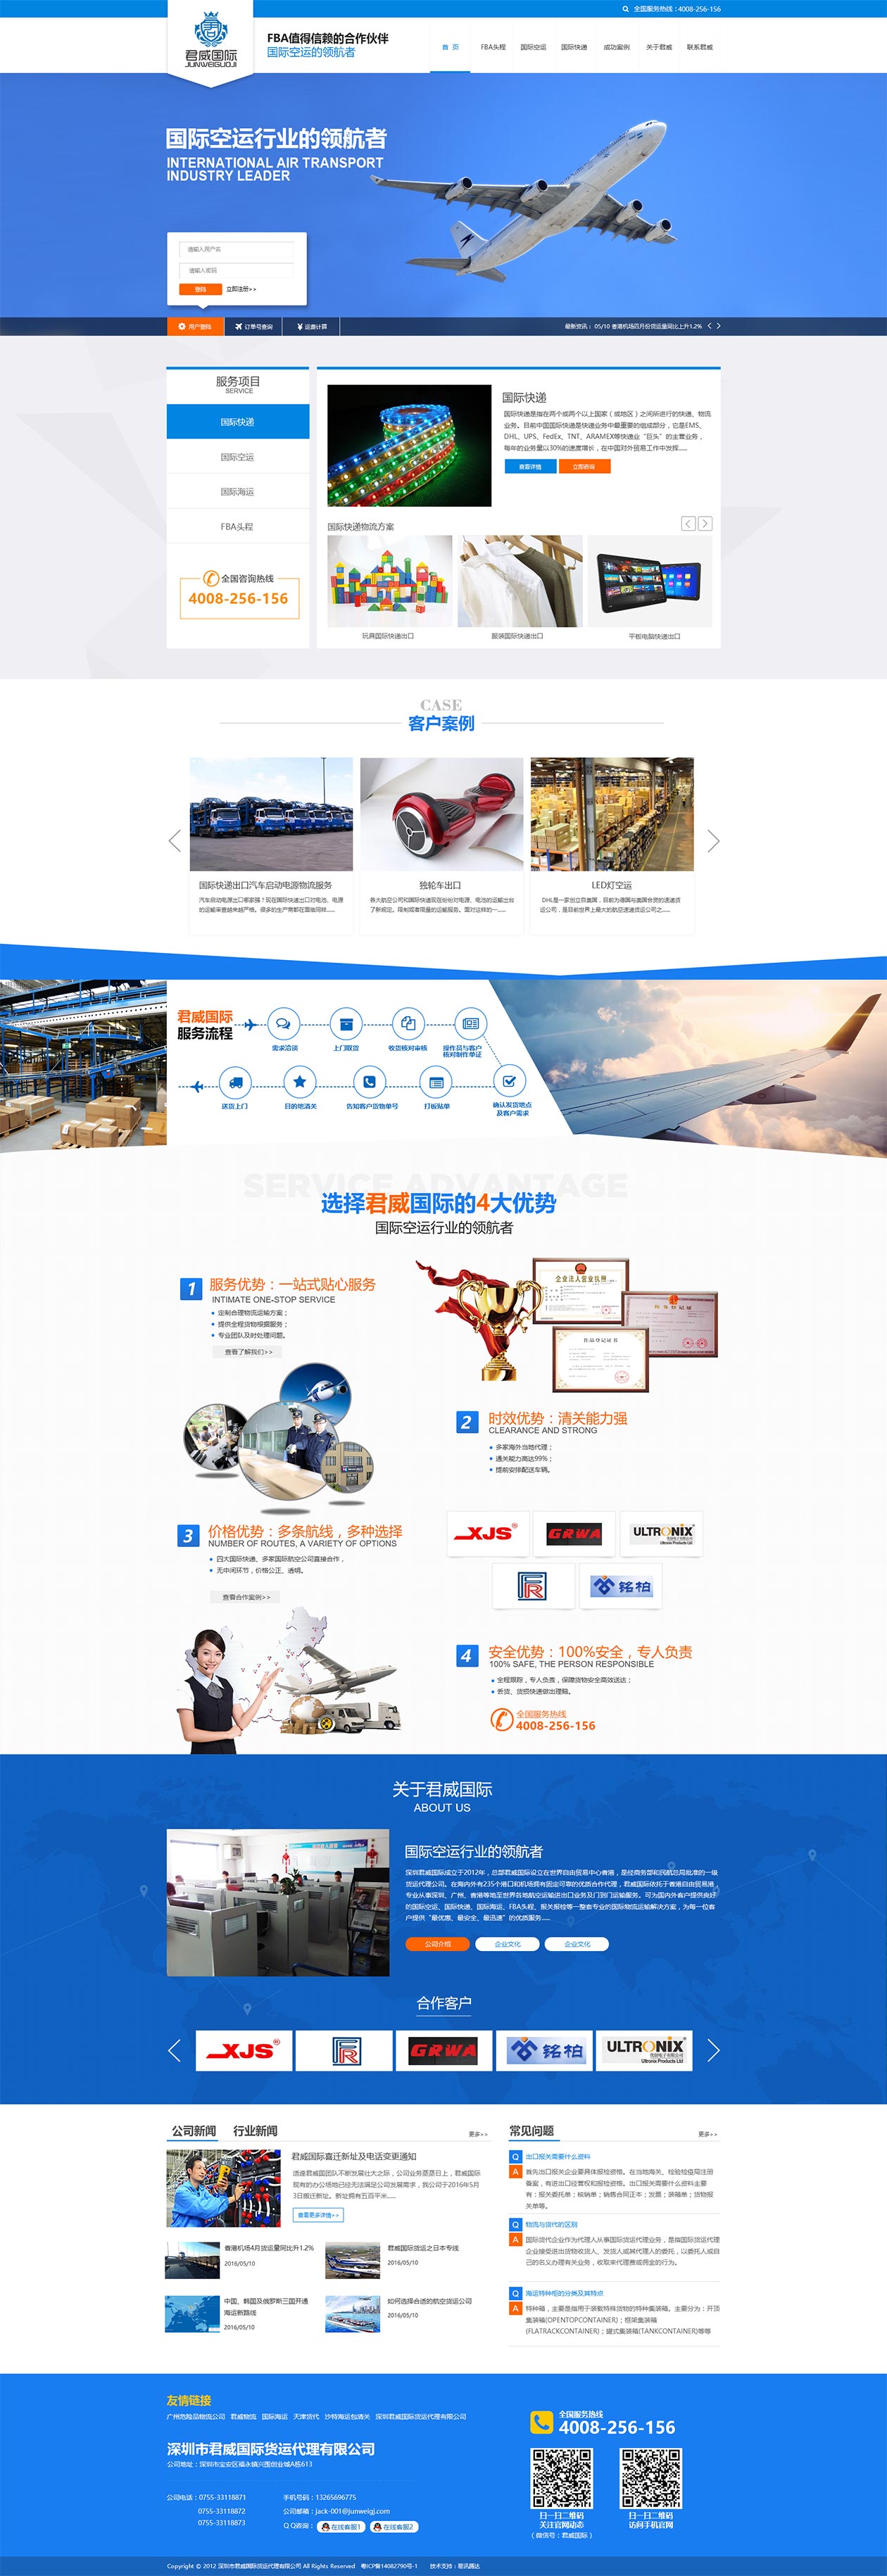 全国服务热线：4008-256-156
君威国际
JUNWEIGUOJI
FBA值得信赖的合作伙伴
国际空运的领航者
首 页
FBA头程
国际空运
国际快递
成功案例
关于君威
联系君威
国际空运行业的领航者
INTERNATIONAL AIR TRANSPORT
INDUSTRY LEADER
请输入用户名
请输入密码
登陆
立即注册>>
用户登陆
订单号查询
运费计算
最新资讯： 05/10 香港机场四月份货运量同比上升1.2%
服务项目
SERVICE
国际快递
国际空运
国际海运
FBA头程
全国咨询热线
4008-256-156
国际快递
国际快递是指在两个或两个以上国家（或地区）之间所进行的快递、物流
业务。目前中国国际快递是快递业务中最重要的组成部分，它是EMS、
DHL、UPS、FedEx、TNT、ARAMEX等快递业“巨头”的主营业务，
每年的业务量以30%的速度增长，在中国对外贸易工作中发挥......
查看详情
立即咨询
国际快递物流方案
玩具国际快递出口
服装国际快递出口
平板电脑快递出口
CASE
客户案例
国际快递出口汽车启动电源物流服务
汽车启动电源出口哪家强？现在国际快递出口对电池、电源
的运输审查越来越严格。很多的生产商都在面临同样......
独轮车出口
各大航空公司和国际快递现在纷纷对电源、电池的运输出台
了新规定。限制或者限量的运输服务。面对这样的一......
LED灯空运
DHL是一家创立自美国，目前为德国与美国合资的速递货
运公司，是目前世界上最大的航空速递货运公司之......
君威国际
服务流程
需求洽谈
上门取货
收货核对审核
操作员与客户
核对制作单证
送货上门
目的地清关
告知客户货物单号
打板贴单
确认发货地点
及客户需求
SERVICE ADVANTAGE
选择君威国际的4大优势
国际空运行业的领航者
1
服务优势：一站式贴心服务
INTIMATE ONE-STOP SERVICE
定制合理物流运输方案；
提供全程货物根据服务；
专业团队及时处理问题。
查看了解我们>>
企业法人营业执照
作品登记证书
2
时效优势：清关能力强
CLEARANCE AND STRONG
多家海外当地代理；
通关能力高达99%；
提前安排配送车辆。
3
价格优势：多条航线，多种选择
NUMBER OF ROUTES, A VARIETY OF OPTIONS
四大国际快递、多家国际航空公司直接合作，
无中间环节，价格公正、透明。
查看合作案例>>
XJS
GRWA
ULTRONIX
Ultronix Products Ltd
铭柏
4
安全优势：100%安全，专人负责
100% SAFE, THE PERSON RESPONSIBLE
全程跟踪，专人负责，保障货物安全高效送达；
丢货、货损快速做出理赔。
全国服务热线
4008-256-156
关于君威国际
ABOUT US
国际空运行业的领航者
深圳君威国际成立于2012年，总部君威国际设立在世界自由贸易中心香港，是经商务部和民航总局批准的一级
货运代理公司。在海内外有235个港口和机场拥有固定可靠的优质合作代理，君威国际依托于香港自由贸易港，
专业从事深圳、广州、香港等地至世界各地航空运输进出口业务及门到门运输服务。可为国内外客户提供良好
的国际空运、国际快递、国际海运、FBA头程、报关报检等一整套专业的国际物流运输解决方案，为每一位客
户提供“最优惠、最安全、最迅速”的优质服务......
公司介绍
企业文化
企业文化
合作客户
XJS
GRWA
铭柏
ULTRONIX
Ultronix Products Ltd
公司新闻
行业新闻
更多>>
君威国际喜迁新址及电话变更通知
适逢君威国团队不断发展壮大之际，公司业务蒸蒸日上，君威国际
现有的办公场地已经无法满足公司发展需求，我公司于2016年5月
3日搬迁新址。新址拥有五百平米......
查看更多详情>>
香港机场4月货运量同比升1.2%
2016/05/10
君威国际货运之日本专线
2016/05/10
中国、韩国及俄罗斯三国开通
海运新路线
2016/05/10
如何选择合适的航空货运公司
2016/05/10
常见问题
更多>>
Q 出口报关需要什么资料
A 首先出口报关企业要具体报检资格。在当地海关、检验检疫局注册
备案，有进出口经营权和报检资格。出口报关需要什么资料主要
有：报关委托单；核销单；销售合同正本；发票；装箱单；货物报
关单等。
Q 物流与货代的区别
A 国际货代企业作为代理人从事国际货运代理业务，是指国际货运代理
企业接受进出货物收货人、发货人或其代理人的委托，以委托人或自
己的名义办理有关业务，收取来代理费或佣金的行为。
Q 海运特种柜的分类及其特点
A 特种箱，主要是指用于装载特殊货物的特种集装箱。主要分为：开顶
集装箱(OPENTOPCONTAINER)；框架集装箱
(FLATRACKCONTAINER)；罐式集装箱(TANKCONTAINER)等等
友情链接
广州危险品物流公司 君威物流 国际海运 天津货代 沙特海运包清关 深圳君威国际货运代理有限公司
深圳市君威国际货运代理有限公司
公司地址：深圳市宝安区福永镇兴围创业城A栋613
公司电话：0755-33118871
0755-33118872
0755-33118873
手机号码：13265696775
公司邮箱：jack-001@junweigj.com
Q Q咨询： 在线客服1 在线客服2
全国服务热线
4008-256-156
扫一扫二维码
关注官网动态
（微信号：君威国际）
扫一扫二维码
访问手机官网
Copyright © 2012 深圳市君威国际货运代理有限公司 All Rights Reserved 粤ICP备14082790号-1 技术支持：易讯腾达